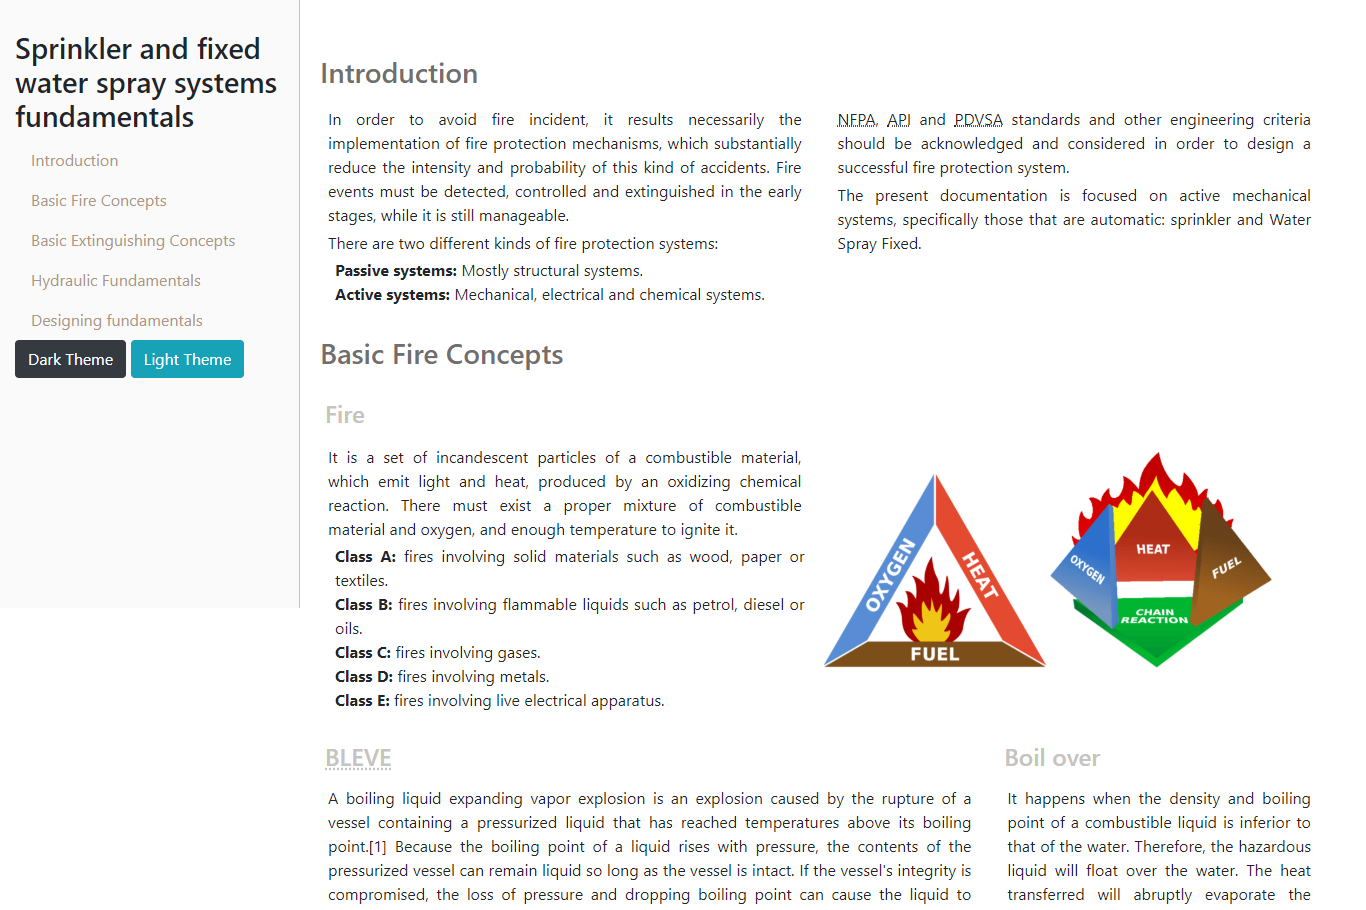 Sprinkler and fixed
water spray systems
fundamentals
Introduction
Basic Fire Concepts
Basic Extinguishing Concepts
Hydraulic Fundamentals
Designing fundamentals
Dark Theme
Light Theme
Introduction
In order to avoid fire incident, it results necessarily the
implementation of fire protection mechanisms, which substantially
reduce the intensity and probability of this kind of accidents. Fire
events must be detected, controlled and extinguished in the early
stages, while it is still manageable.
There are two different kinds of fire protection systems:
Passive systems: Mostly structural systems.
Active systems: Mechanical, electrical and chemical systems.
NFPA, API and PDVSA standards and other engineering criteria
should be acknowledged and considered in order to design a
successful fire protection system.
The present documentation is focused on active mechanical
systems, specifically those that are automatic: sprinkler and Water
Spray Fixed.
Basic Fire Concepts
Fire
It is a set of incandescent particles of a combustible material,
which emit light and heat, produced by an oxidizing chemical
reaction. There must exist a proper mixture of combustible
material and oxygen, and enough temperature to ignite it.
Class A: fires involving solid materials such as wood, paper or
textiles.
Class B: fires involving flammable liquids such as petrol, diesel or
oils.
Class C: fires involving gases.
Class D: fires involving metals.
Class E: fires involving live electrical apparatus.
OXYGEN
HEAT
FUEL
OXYGEN
HEAT
FUEL
CHAIN
REACTION
BLEVE
A boiling liquid expanding vapor explosion is an explosion caused by the rupture of a
vessel containing a pressurized liquid that has reached temperatures above its boiling
point.[1] Because the boiling point of a liquid rises with pressure, the contents of the
pressurized vessel can remain liquid so long as the vessel is intact. If the vessel's integrity is
compromised, the loss of pressure and dropping boiling point can cause the liquid to
Boil over
It happens when the density and boiling
point of a combustible liquid is inferior to
that of the water. Therefore, the hazardous
liquid will float over the water. The heat
transferred will abruptly evaporate the